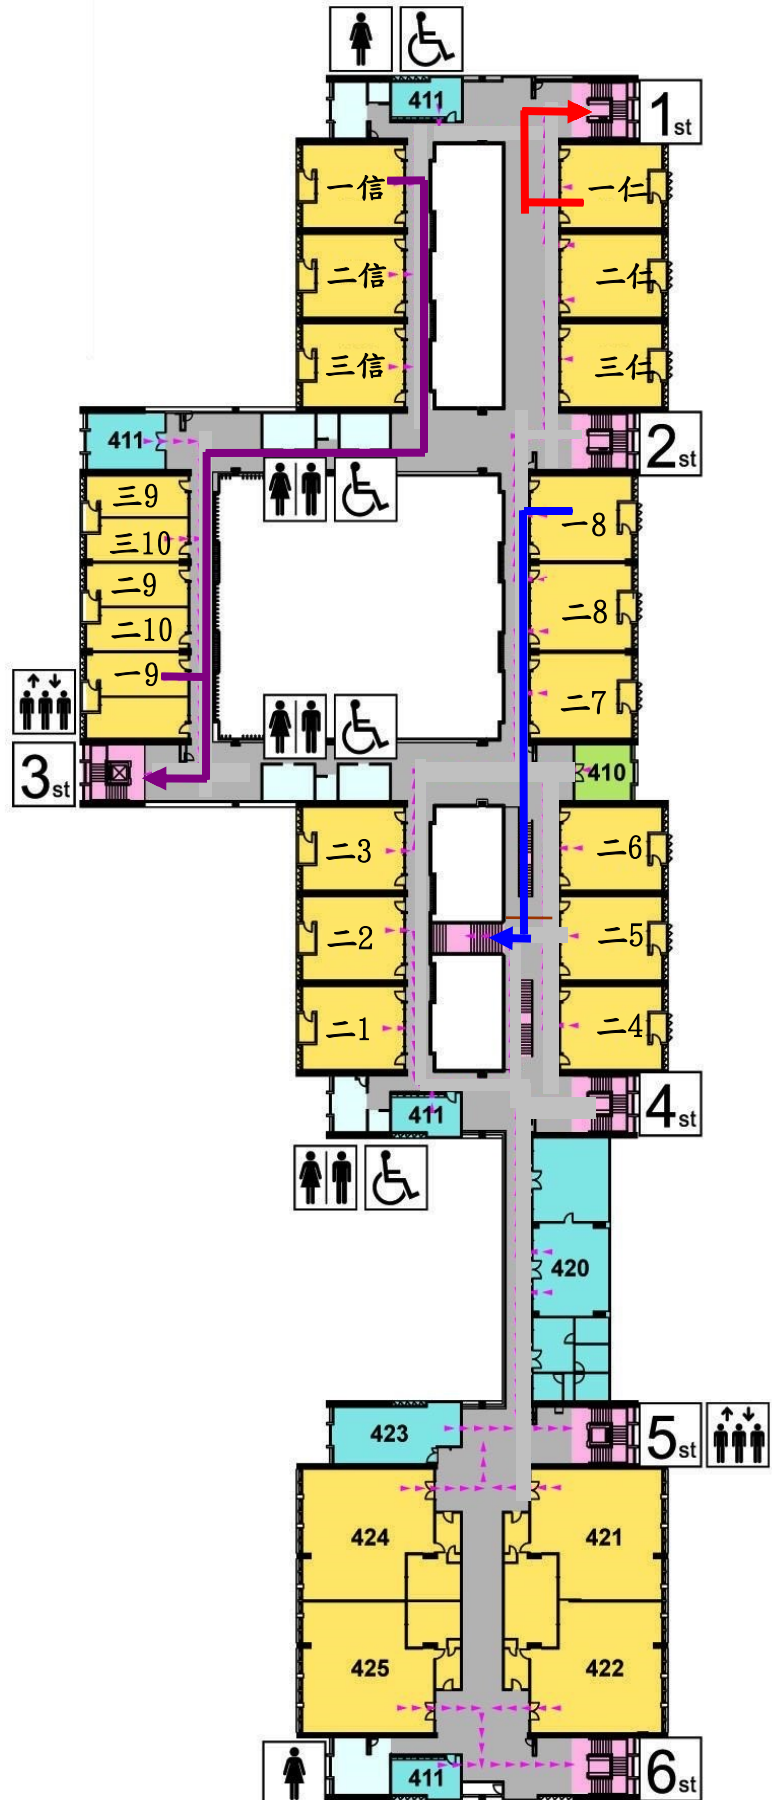 411
1st
一信
一仁
二信
二仁
三信
三仁
411
2st
三9
三10
一8
二9
二10
二8
一9
二7
3st
410
二3
二6
二2
二5
二1
二4
411
4st
420
423
5st
424
421
425
422
411
6st